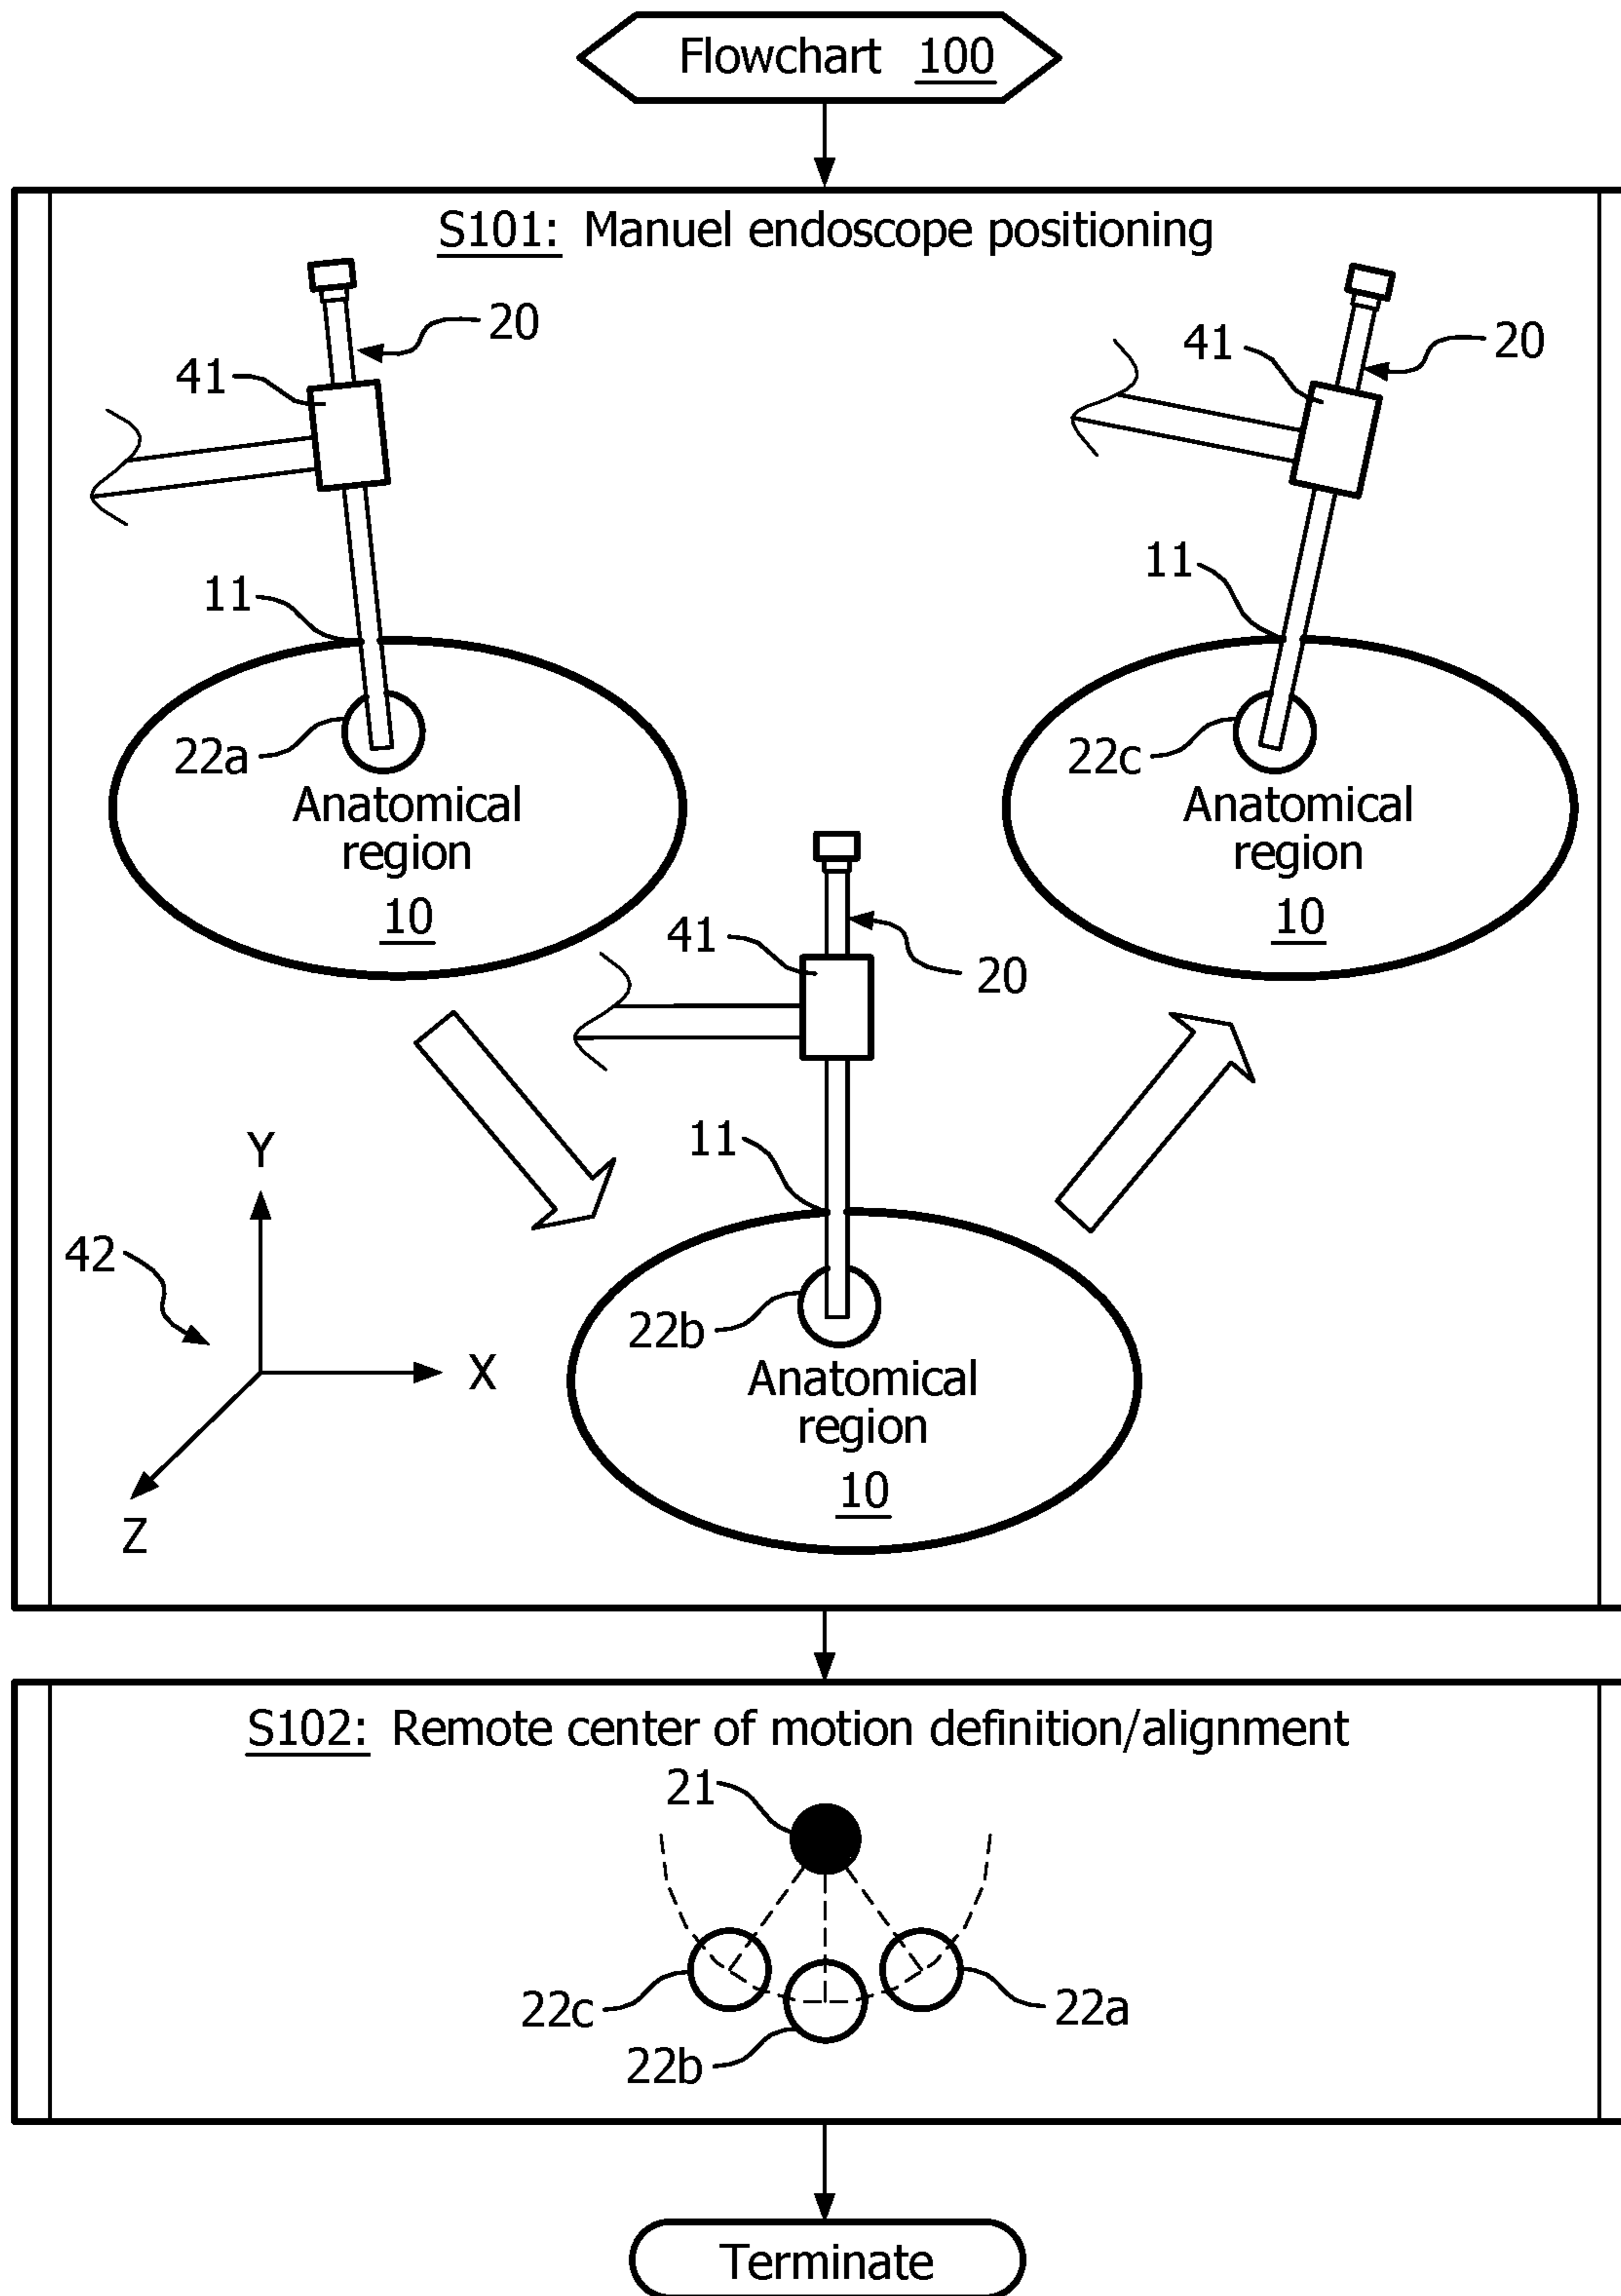 Flowchart 100
S101: Manuel endoscope positioning
20
41
11
22a
Anatomical
region
10
20
41
11
22c
Anatomical
region
10
41
20
11
22b
Anatomical
region
10
Y
42
X
Z
S102: Remote center of motion definition/alignment
21
22c
22a
22b
Terminate